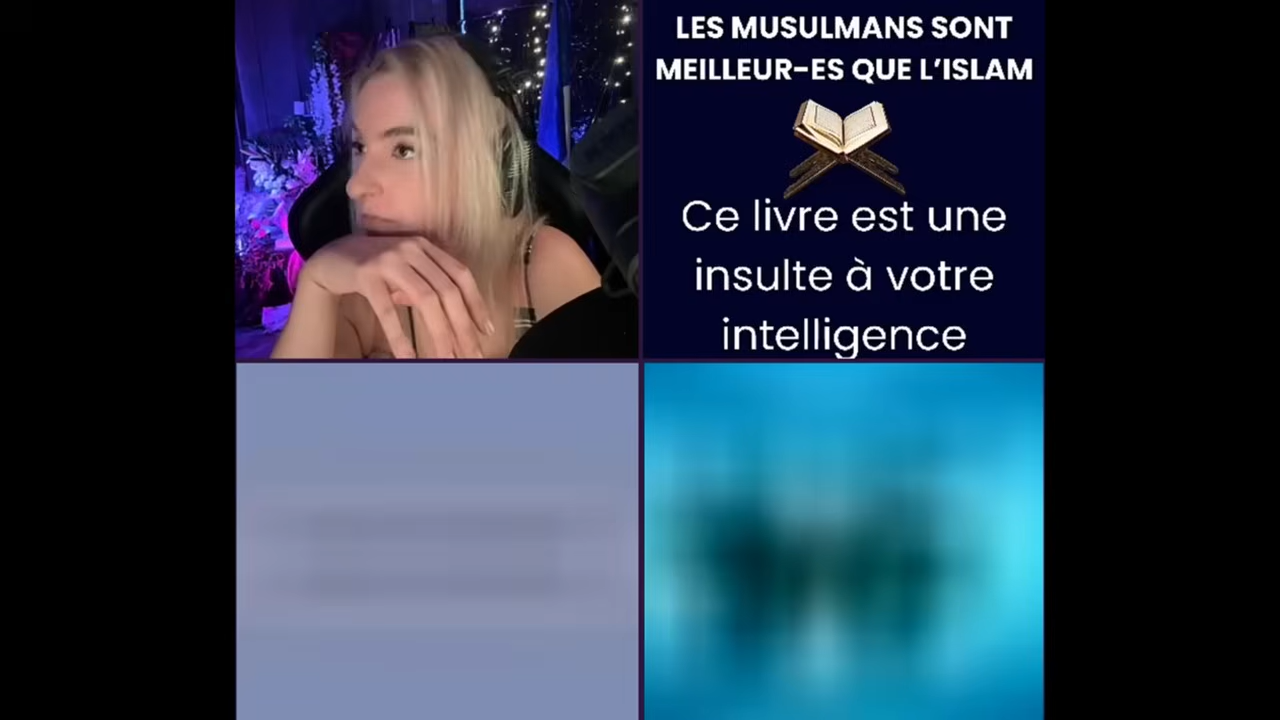 LES MUSULMANS SONT
MEILLEUR-ES QUE L'ISLAM
Ce livre est une
insulte à votre
intelligence